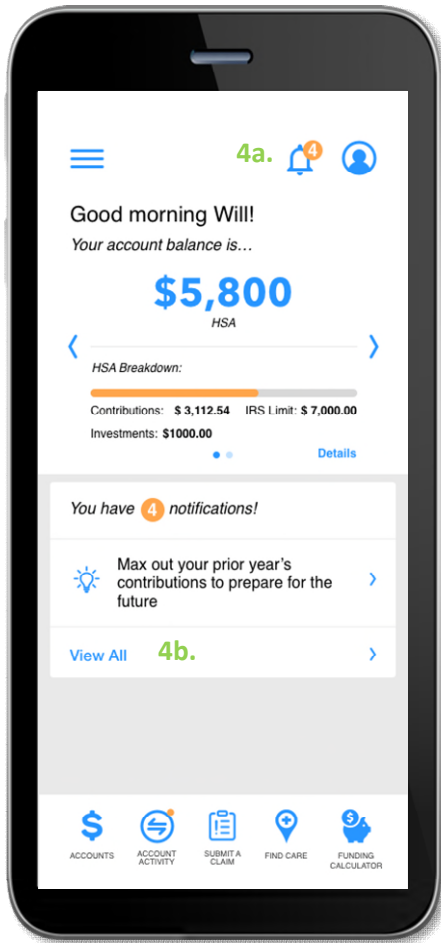 4a.
4
Good morning Will!
Your account balance is...
$5,800
HSA
HSA Breakdown:
Contributions: $ 3,112.54 IRS Limit: $ 7,000.00
Investments: $1000.00
Details
You have 4 notifications!
Max out your prior year's
contributions to prepare for the
future
View All 4b.
ACCOUNTS
ACCOUNT
ACTIVITY
SUBMIT A
CLAIM
FIND CARE
FUNDING
CALCULATOR